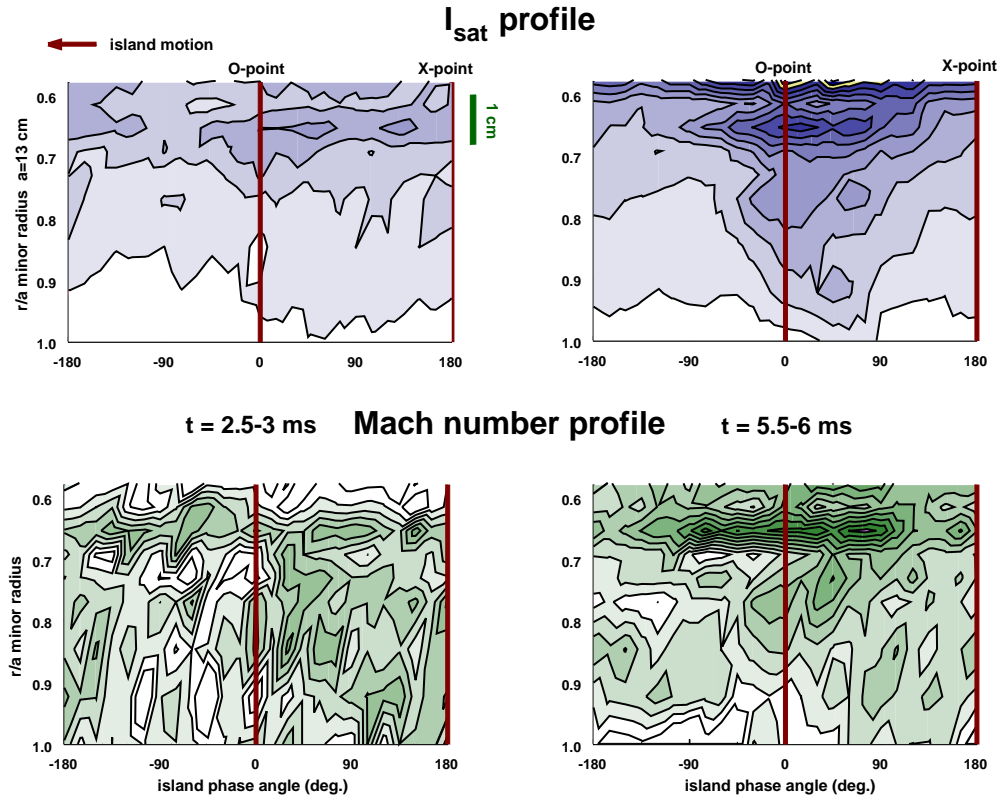 I_sat profile
island motion
O-point X-point
O-point X-point
0.6
0.7
0.8
0.9
1.0
r/a minor radius a=13 cm
1 cm
0.6
0.7
0.8
0.9
1.0
-180 -90 0 90 180
-180 -90 0 90 180
t = 2.5-3 ms Mach number profile t = 5.5-6 ms
0.6
0.7
0.8
0.9
1.0
r/a minor radius
0.6
0.7
0.8
0.9
1.0
-180 -90 0 90 180
-180 -90 0 90 180
island phase angle (deg.)
island phase angle (deg.)